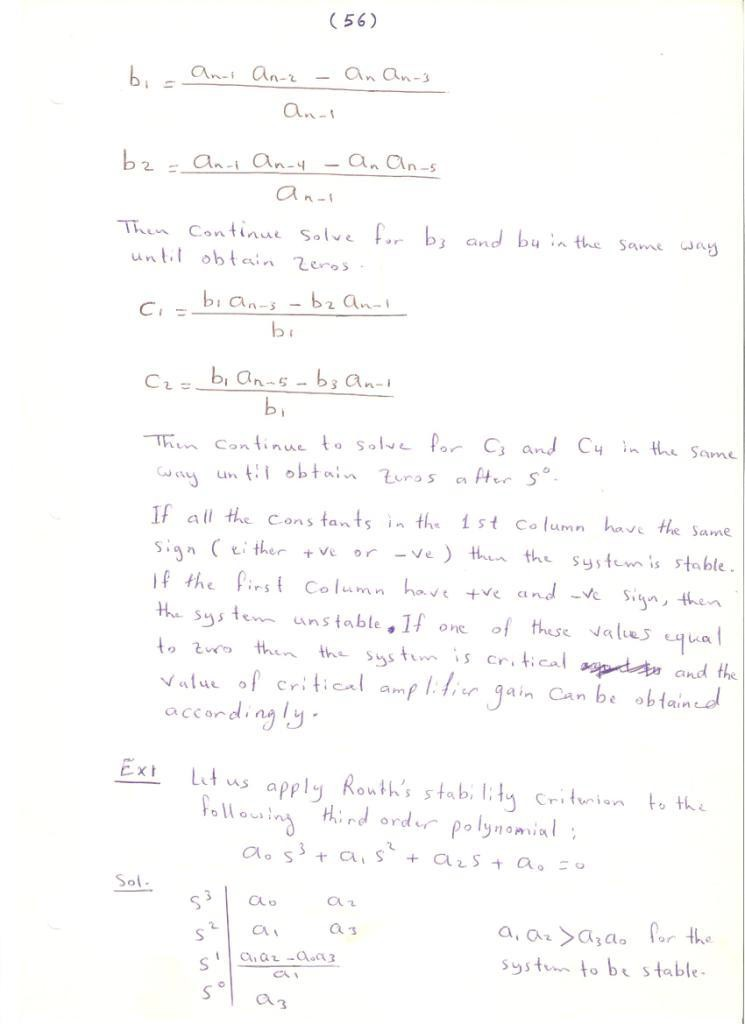 (56)
b₁ = (aₙ₋₁ aₙ₋₂ − aₙ aₙ₋₃) / aₙ₋₁
b₂ = (aₙ₋₁ aₙ₋₄ − aₙ aₙ₋₅) / aₙ₋₁
Then continue solve for b₃ and b₄ in the same way
until obtain zeros.
C₁ = (b₁ aₙ₋₃ − b₂ aₙ₋₁) / b₁
C₂ = (b₁ aₙ₋₅ − b₃ aₙ₋₁) / b₁
Then continue to solve for C₃ and C₄ in the same
way until obtain zeros after s⁰.
If all the constants in the 1st column have the same
sign (either +ve or −ve) then the system is stable.
If the first column have +ve and −ve sign, then
the system unstable. If one of these values equal
to zero then the system is critical and the
value of critical amplifier gain can be obtained
accordingly.
Ex1 Let us apply Routh's stability criterion to the
following third order polynomial:
a₀ s³ + a₁ s² + a₂ s + a₀ = 0
Sol.
s³ | a₀ a₂
s² | a₁ a₃
s¹ | (a₁a₂ − a₀a₃) / a₁
s⁰ | a₃
a₁ a₂ > a₃ a₀ for the
system to be stable.